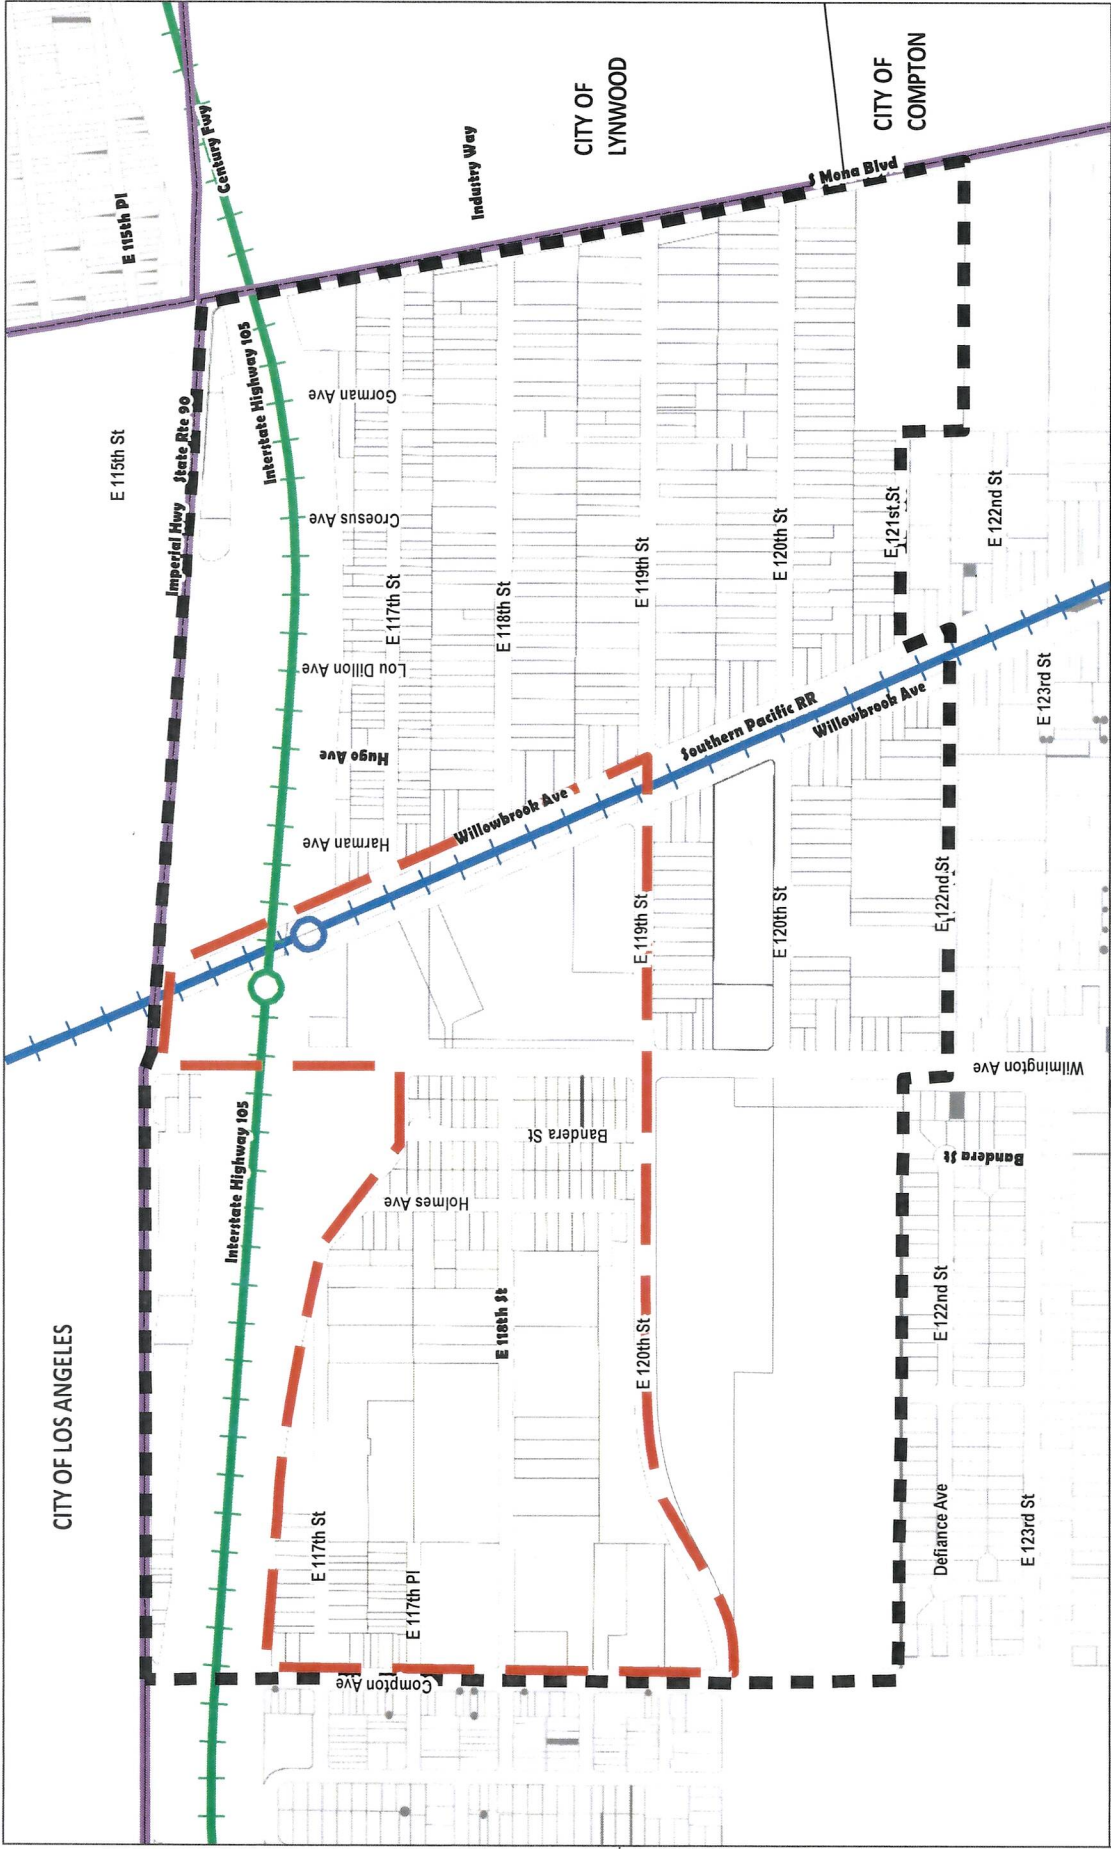 CITY OF LOS ANGELES
E 115th St
E 115th Pl
Century Fwy
Imperial Hwy State Rte 90
Interstate Highway 105
Interstate Highway 105
Industry Way
CITY OF
LYNWOOD
CITY OF
COMPTON
S Mona Blvd
Gorman Ave
Croesus Ave
Lou Dillon Ave
Hugo Ave
Harman Ave
E 117th St
E 118th St
E 119th St
E 120th St
E 121st St
E 122nd St
E 123rd St
Southern Pacific RR
Willowbrook Ave
Willowbrook Ave
E 119th St
E 120th St
E 122nd St
Wilmington Ave
Bandera St
Bandera St
Holmes Ave
E 118th St
E 120th St
E 122nd St
Defiance Ave
E 123rd St
E 117th St
E 117th Pl
Compton Ave